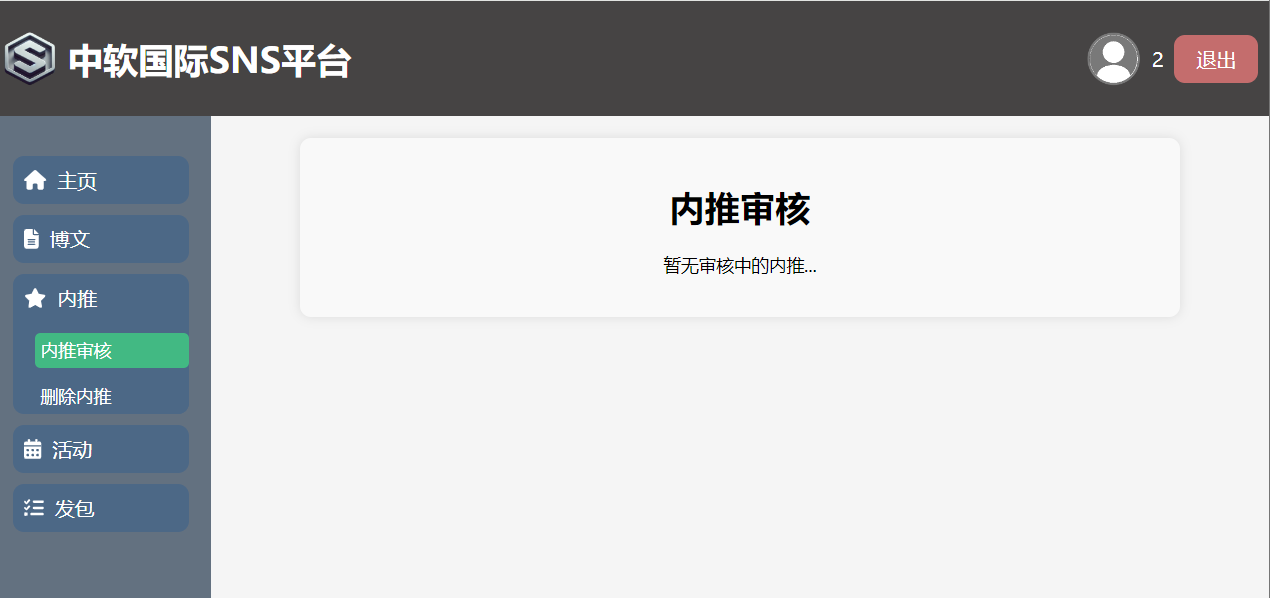 中软国际SNS平台
2
退出
主页
博文
内推
内推审核
删除内推
活动
发包
内推审核
暂无审核中的内推...